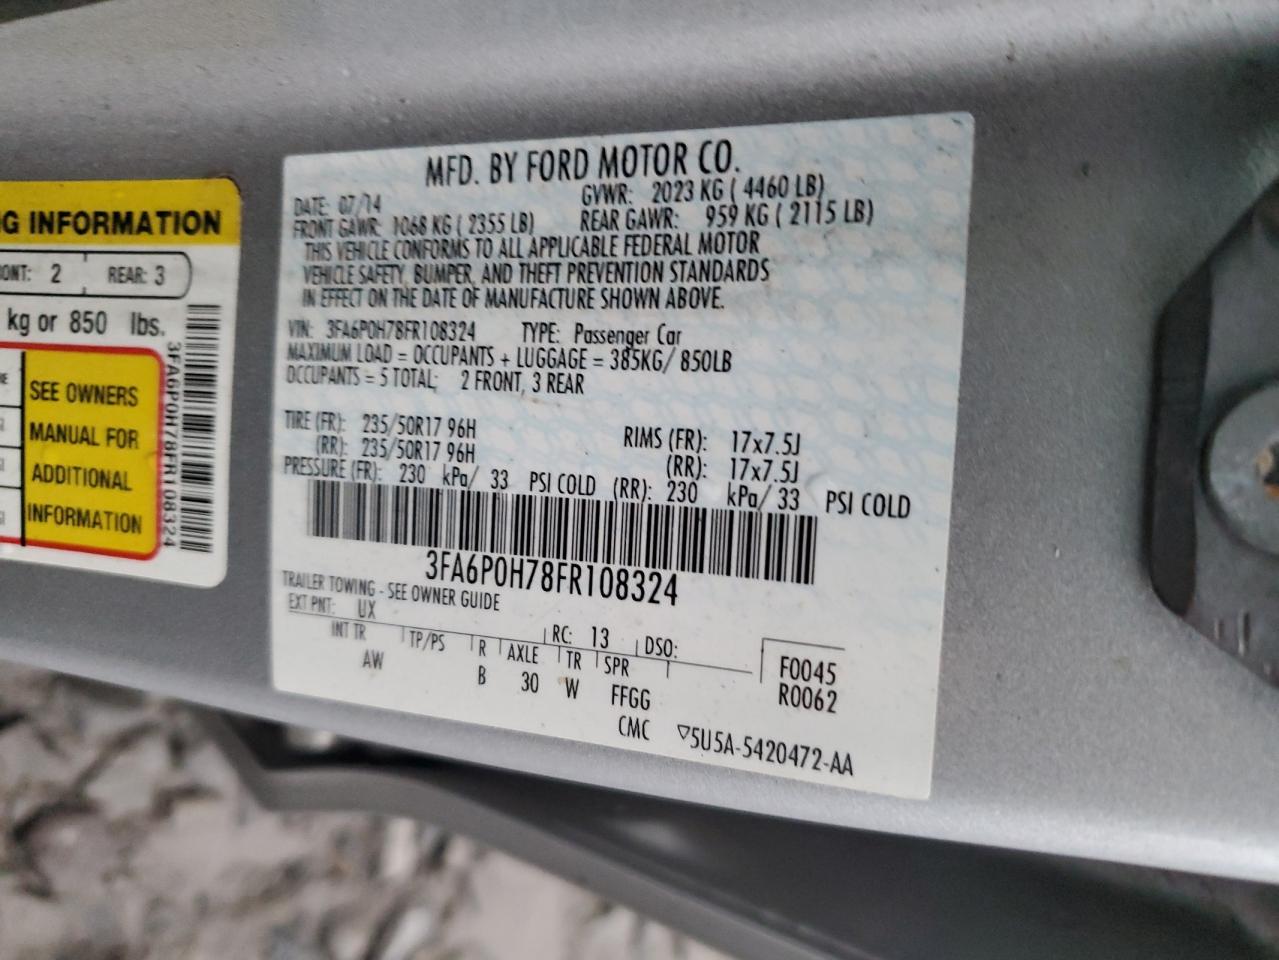 MFD. BY FORD MOTOR CO.
DATE: 07/14 GVWR: 2023 KG ( 4460 LB)
FRONT GAWR: 1068 KG ( 2355 LB) REAR GAWR: 959 KG ( 2115 LB)
THIS VEHICLE CONFORMS TO ALL APPLICABLE FEDERAL MOTOR
VEHICLE SAFETY, BUMPER, AND THEFT PREVENTION STANDARDS
IN EFFECT ON THE DATE OF MANUFACTURE SHOWN ABOVE.
VIN: 3FA6P0H78FR108324 TYPE: Passenger Car
MAXIMUM LOAD = OCCUPANTS + LUGGAGE = 385KG/ 850LB
OCCUPANTS = 5 TOTAL; 2 FRONT, 3 REAR
TIRE (FR): 235/50R17 96H RIMS (FR): 17x7.5J
(RR): 235/50R17 96H (RR): 17x7.5J
PRESSURE (FR): 230 kPa/ 33 PSI COLD (RR): 230 kPa/ 33 PSI COLD
3FA6P0H78FR108324
TRAILER TOWING - SEE OWNER GUIDE
EXT PNT: UX RC: 13 DSO:
INT TR TP/PS R AXLE TR SPR
AW B 30 W FFGG
CMC
F0045
R0062
▽5U5A-5420472-AA
G INFORMATION
ONT: 2 REAR: 3
kg or 850 lbs.
SEE OWNERS
MANUAL FOR
ADDITIONAL
INFORMATION
3FA6P0H78FR108324